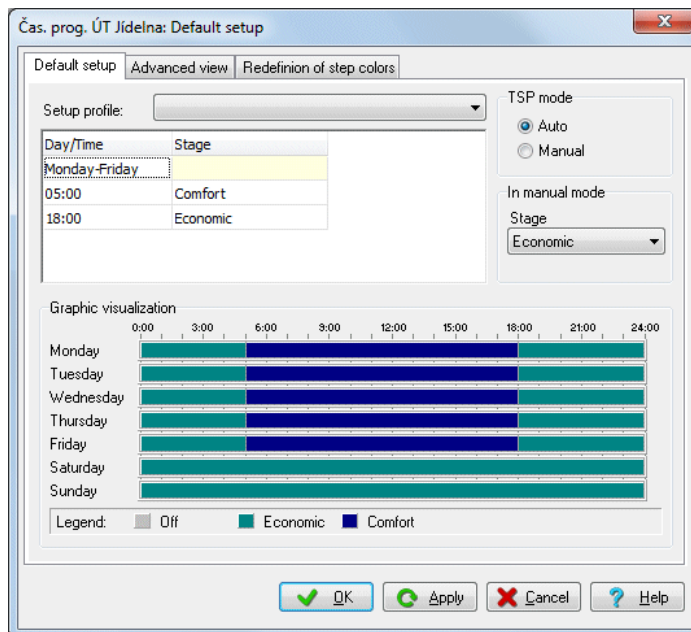 Čas. prog. ÚT Jídelna: Default setup
Default setup Advanced view Redefinion of step colors
Setup profile:
TSP mode
Auto
Manual
Day/Time Stage
Monday-Friday
05:00 Comfort
18:00 Economic
In manual mode
Stage
Economic
Graphic visualization
0:00 3:00 6:00 9:00 12:00 15:00 18:00 21:00 24:00
Monday
Tuesday
Wednesday
Thursday
Friday
Saturday
Sunday
Legend: Off Economic Comfort
OK Apply Cancel Help